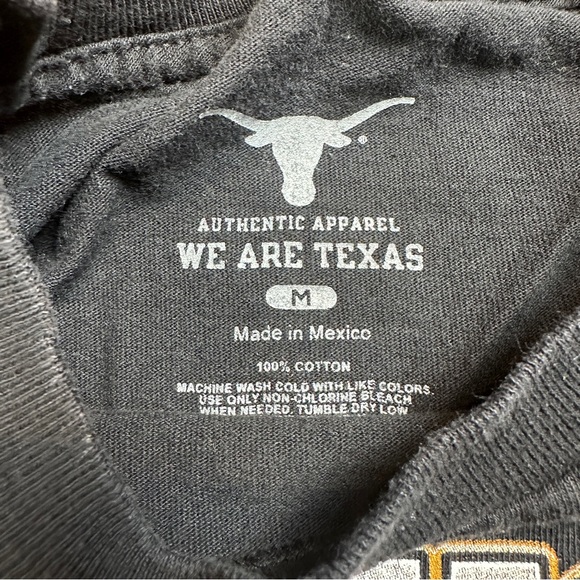 ®
AUTHENTIC APPAREL
WE ARE TEXAS
M
Made in Mexico
100% COTTON
MACHINE WASH COLD WITH LIKE COLORS.
USE ONLY NON-CHLORINE BLEACH
WHEN NEEDED. TUMBLE DRY LOW